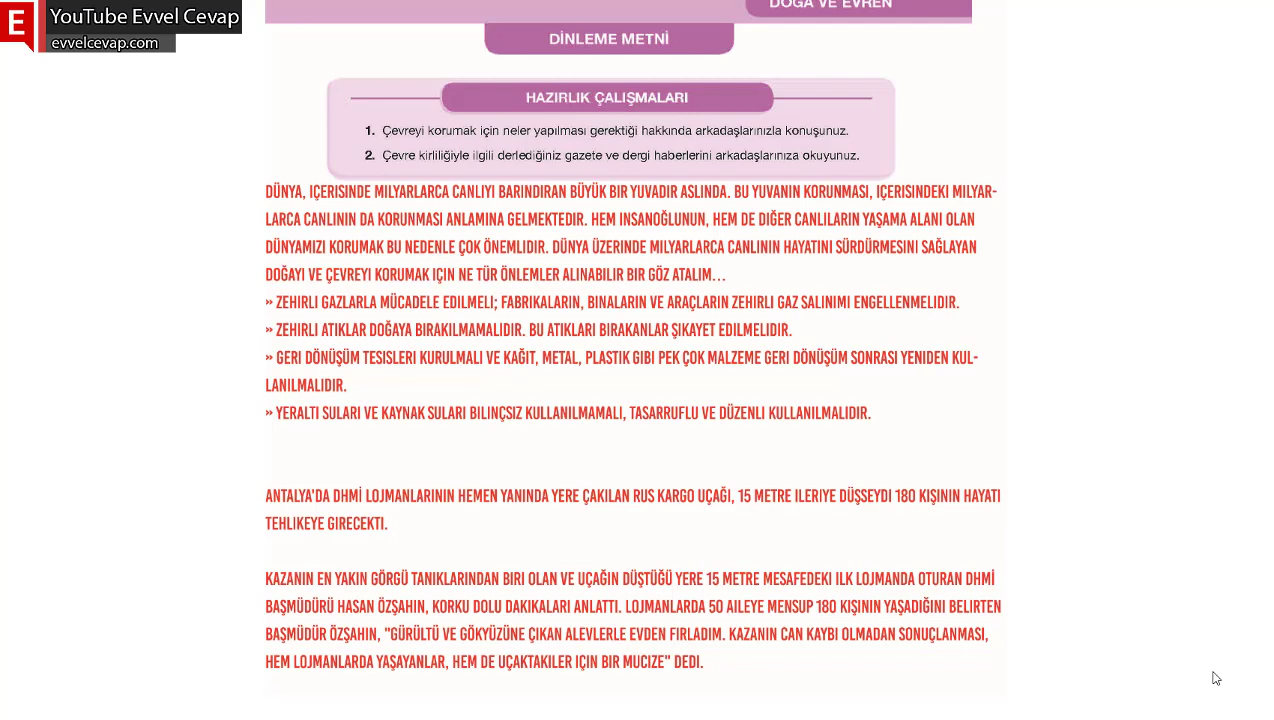 YouTube Evvel Cevap
evvelcevap.com
DOĞA VE EVREN
DİNLEME METNİ
HAZIRLIK ÇALIŞMALARI
1. Çevreyi korumak için neler yapılması gerektiği hakkında arkadaşlarınızla konuşunuz.
2. Çevre kirliliğiyle ilgili derlediğiniz gazete ve dergi haberlerini arkadaşlarınıza okuyunuz.
DÜNYA, IÇERISINDE MILYARLARCA CANLIYI BARINDIRAN BÜYÜK BIR YUVADIR ASLINDA. BU YUVANIN KORUNMASI, IÇERISINDEKI MILYAR-
LARCA CANLININ DA KORUNMASI ANLAMINA GELMEKTEDIR. HEM INSANOĞLUNUN, HEM DE DIĞER CANLILARIN YAŞAMA ALANI OLAN
DÜNYAMIZI KORUMAK BU NEDENLE ÇOK ÖNEMLIDIR. DÜNYA ÜZERINDE MILYARLARCA CANLININ HAYATINI SÜRDÜRMESINI SAĞLAYAN
DOĞAYI VE ÇEVREYI KORUMAK IÇIN NE TÜR ÖNLEMLER ALINABILIR BIR GÖZ ATALIM...
» ZEHIRLI GAZLARLA MÜCADELE EDILMELI; FABRIKALARIN, BINALARIN VE ARAÇLARIN ZEHIRLI GAZ SALINIMI ENGELLENMELIDIR.
» ZEHIRLI ATIKLAR DOĞAYA BIRAKILMAMALIDIR. BU ATIKLARI BIRAKANLAR ŞIKAYET EDILMELIDIR.
» GERI DÖNÜŞÜM TESISLERI KURULMALI VE KAĞIT, METAL, PLASTIK GIBI PEK ÇOK MALZEME GERI DÖNÜŞÜM SONRASI YENIDEN KUL-
LANILMALIDIR.
» YERALTI SULARI VE KAYNAK SULARI BILINÇSIZ KULLANILMAMALI, TASARRUFLU VE DÜZENLI KULLANILMALIDIR.
ANTALYA'DA DHMİ LOJMANLARININ HEMEN YANINDA YERE ÇAKILAN RUS KARGO UÇAĞI, 15 METRE ILERIYE DÜŞSEYDI 180 KIŞININ HAYATI
TEHLIKEYE GIRECEKTI.
KAZANIN EN YAKIN GÖRGÜ TANIKLARINDAN BIRI OLAN VE UÇAĞIN DÜŞTÜĞÜ YERE 15 METRE MESAFEDEKI ILK LOJMANDA OTURAN DHMİ
BAŞMÜDÜRÜ HASAN ÖZŞAHIN, KORKU DOLU DAKIKALARI ANLATTI. LOJMANLARDA 50 AILEYE MENSUP 180 KIŞININ YAŞADIĞINI BELIRTEN
BAŞMÜDÜR ÖZŞAHIN, "GÜRÜLTÜ VE GÖKYÜZÜNE ÇIKAN ALEVLERLE EVDEN FIRLADIM. KAZANIN CAN KAYBI OLMADAN SONUÇLANMASI,
HEM LOJMANLARDA YAŞAYANLAR, HEM DE UÇAKTAKILER IÇIN BIR MUCIZE" DEDI.